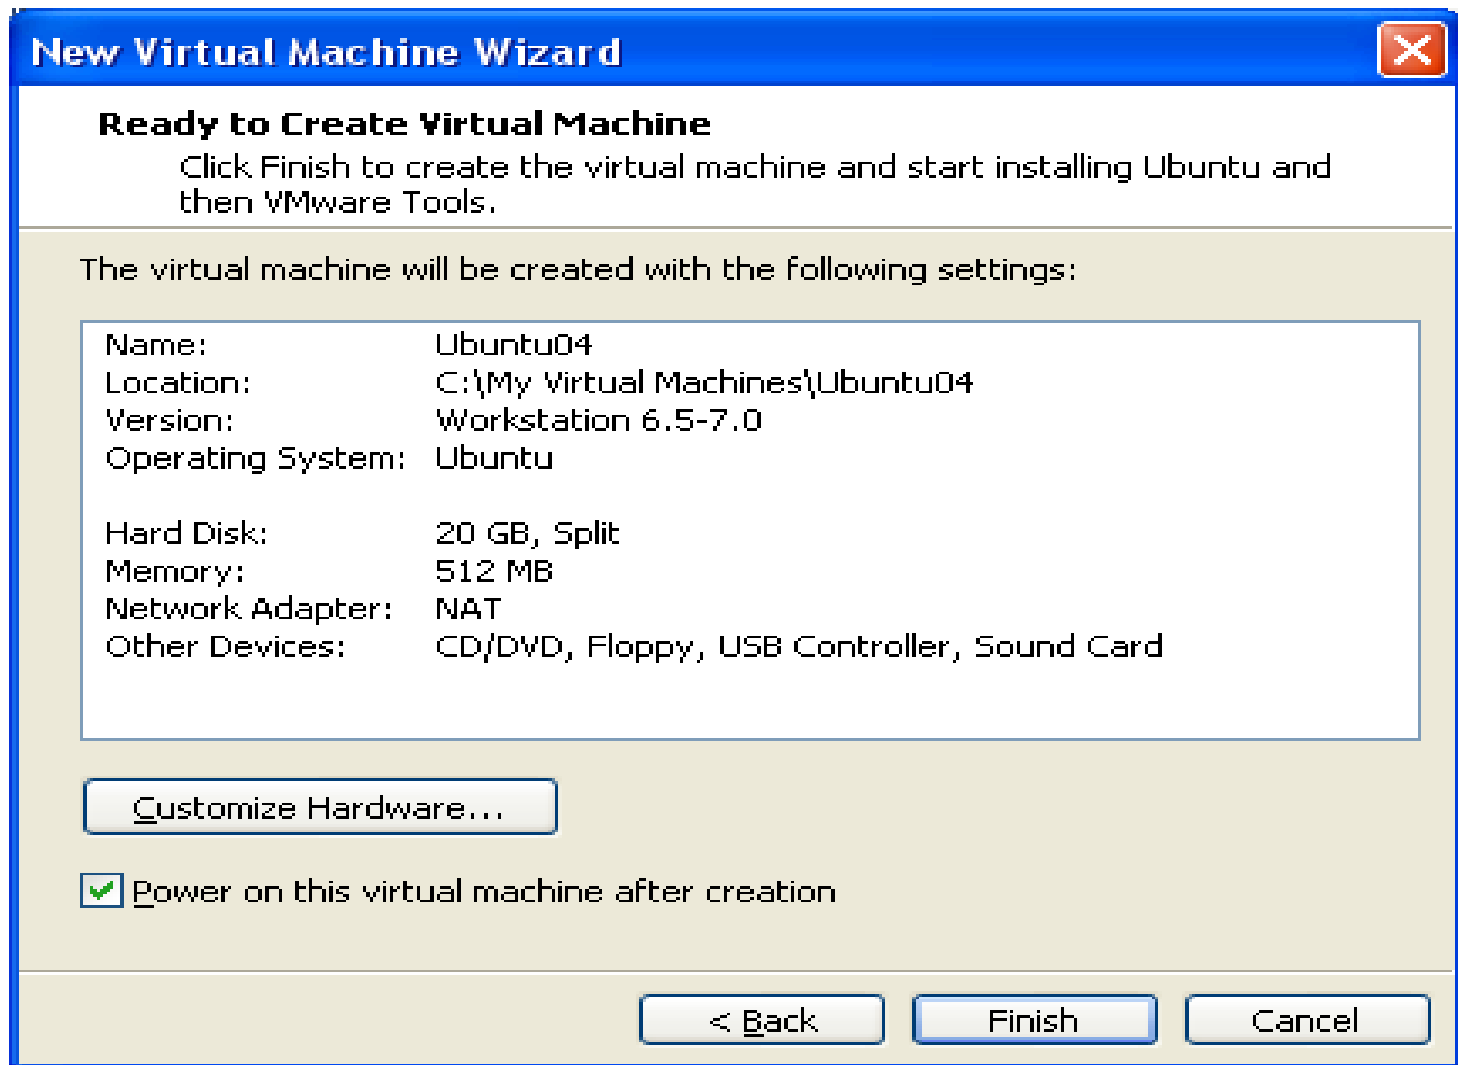 New Virtual Machine Wizard
Ready to Create Virtual Machine
Click Finish to create the virtual machine and start installing Ubuntu and
then VMware Tools.
The virtual machine will be created with the following settings:
Name: Ubuntu04
Location: C:\My Virtual Machines\Ubuntu04
Version: Workstation 6.5-7.0
Operating System: Ubuntu
Hard Disk: 20 GB, Split
Memory: 512 MB
Network Adapter: NAT
Other Devices: CD/DVD, Floppy, USB Controller, Sound Card
Customize Hardware...
Power on this virtual machine after creation
< Back Finish Cancel